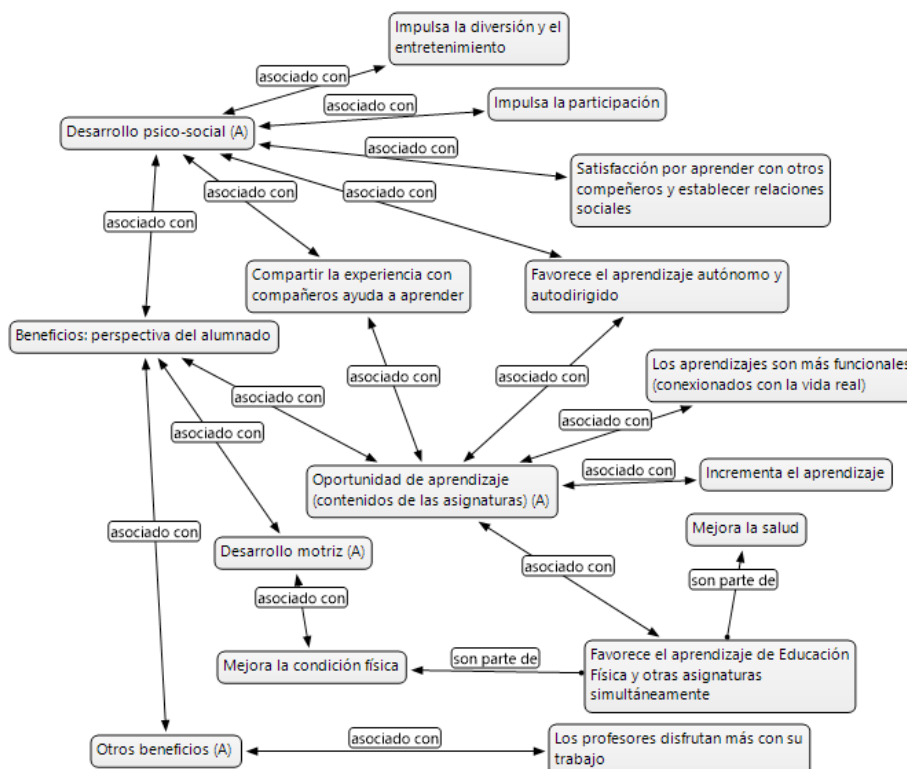 Impulsa la diversión y el
entretenimiento
asociado con
asociado con
Impulsa la participación
Desarrollo psico-social (A)
asociado con
Satisfacción por aprender con otros
compeñeros y establecer relaciones
sociales
asociado con
asociado con
asociado con
Compartir la experiencia con
compañeros ayuda a aprender
Favorece el aprendizaje autónomo y
autodirigido
Beneficios: perspectiva del alumnado
Los aprendizajes son más funcionales
(conexionados con la vida real)
asociado con
asociado con
asociado con
asociado con
asociado con
Oportunidad de aprendizaje
(contenidos de las asignaturas) (A)
asociado con
Incrementa el aprendizaje
asociado con
Mejora la salud
Desarrollo motriz (A)
asociado con
son parte de
asociado con
Mejora la condición física
son parte de
Favorece el aprendizaje de Educación
Física y otras asignaturas
simultáneamente
Otros beneficios (A)
asociado con
Los profesores disfrutan más con su
trabajo